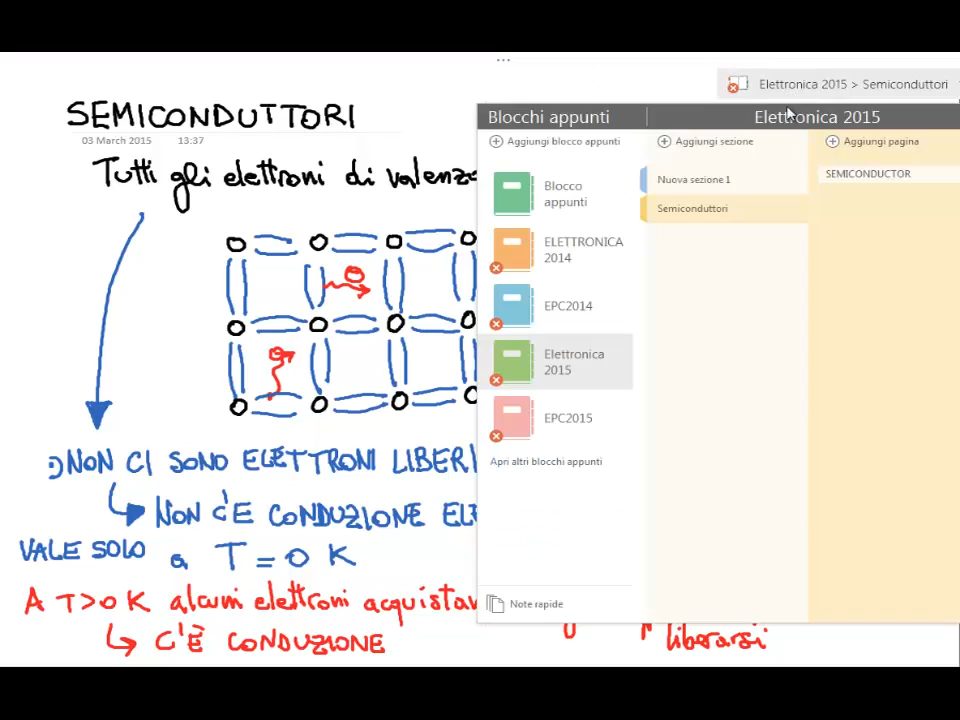 SEMICONDUTTORI
03 March 2015 13:37
Tutti gli elettroni di valenza
NON CI SONO ELETTRONI LIBERI
NON C'E CONDUZIONE ELE
VALE SOLO a T = 0 K
A T>0 K alcuni elettroni acquistan
liberarsi
C'È CONDUZIONE
...
Elettronica 2015 > Semiconduttori
Blocchi appunti
Elettronica 2015
Aggiungi blocco appunti
Aggiungi sezione
Aggiungi pagina
Blocco
appunti
ELETTRONICA
2014
EPC2014
Elettronica
2015
EPC2015
Apri altri blocchi appunti
Note rapide
Nuova sezione 1
Semiconduttori
SEMICONDUCTOR